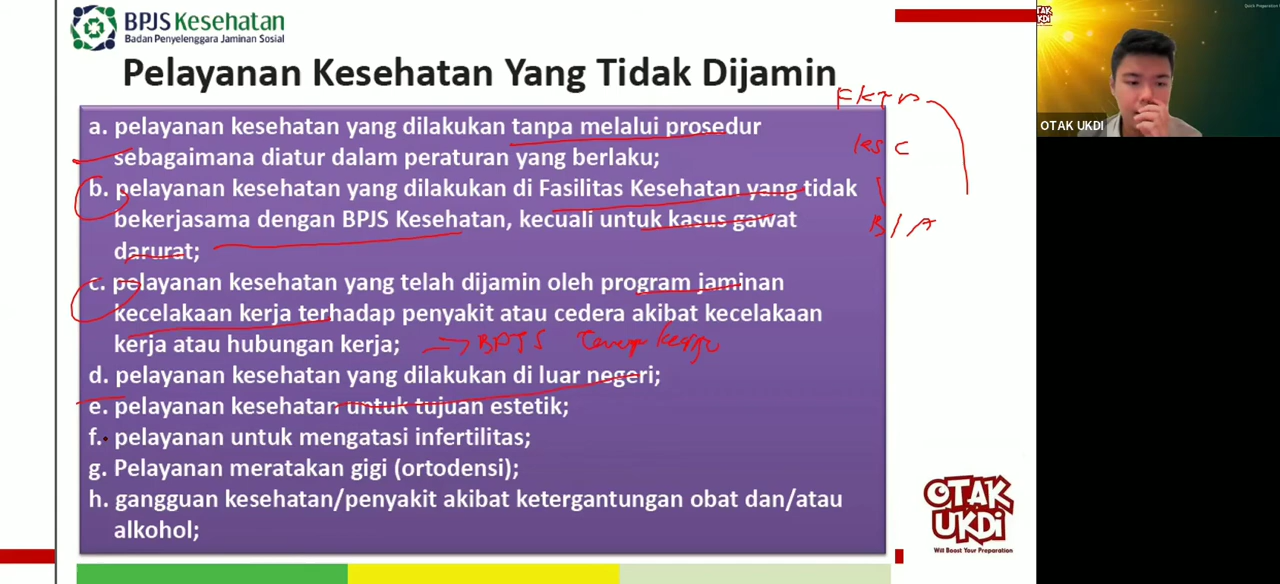 BPJS Kesehatan
Badan Penyelenggara Jaminan Sosial
Pelayanan Kesehatan Yang Tidak Dijamin
a. pelayanan kesehatan yang dilakukan tanpa melalui prosedur
sebagaimana diatur dalam peraturan yang berlaku;
b. pelayanan kesehatan yang dilakukan di Fasilitas Kesehatan yang tidak
bekerjasama dengan BPJS Kesehatan, kecuali untuk kasus gawat
darurat;
c. pelayanan kesehatan yang telah dijamin oleh program jaminan
kecelakaan kerja terhadap penyakit atau cedera akibat kecelakaan
kerja atau hubungan kerja;
BPJS
d. pelayanan kesehatan yang dilakukan di luar negeri;
e. pelayanan kesehatan untuk tujuan estetik;
f. pelayanan untuk mengatasi infertilitas;
g. Pelayanan meratakan gigi (ortodensi);
h. gangguan kesehatan/penyakit akibat ketergantungan obat dan/atau
alkohol;
FKTP
C
B/A
OTAK
UKDI
OTAK UKDI
OTAK
UKDI
Will Boost Your Preparation